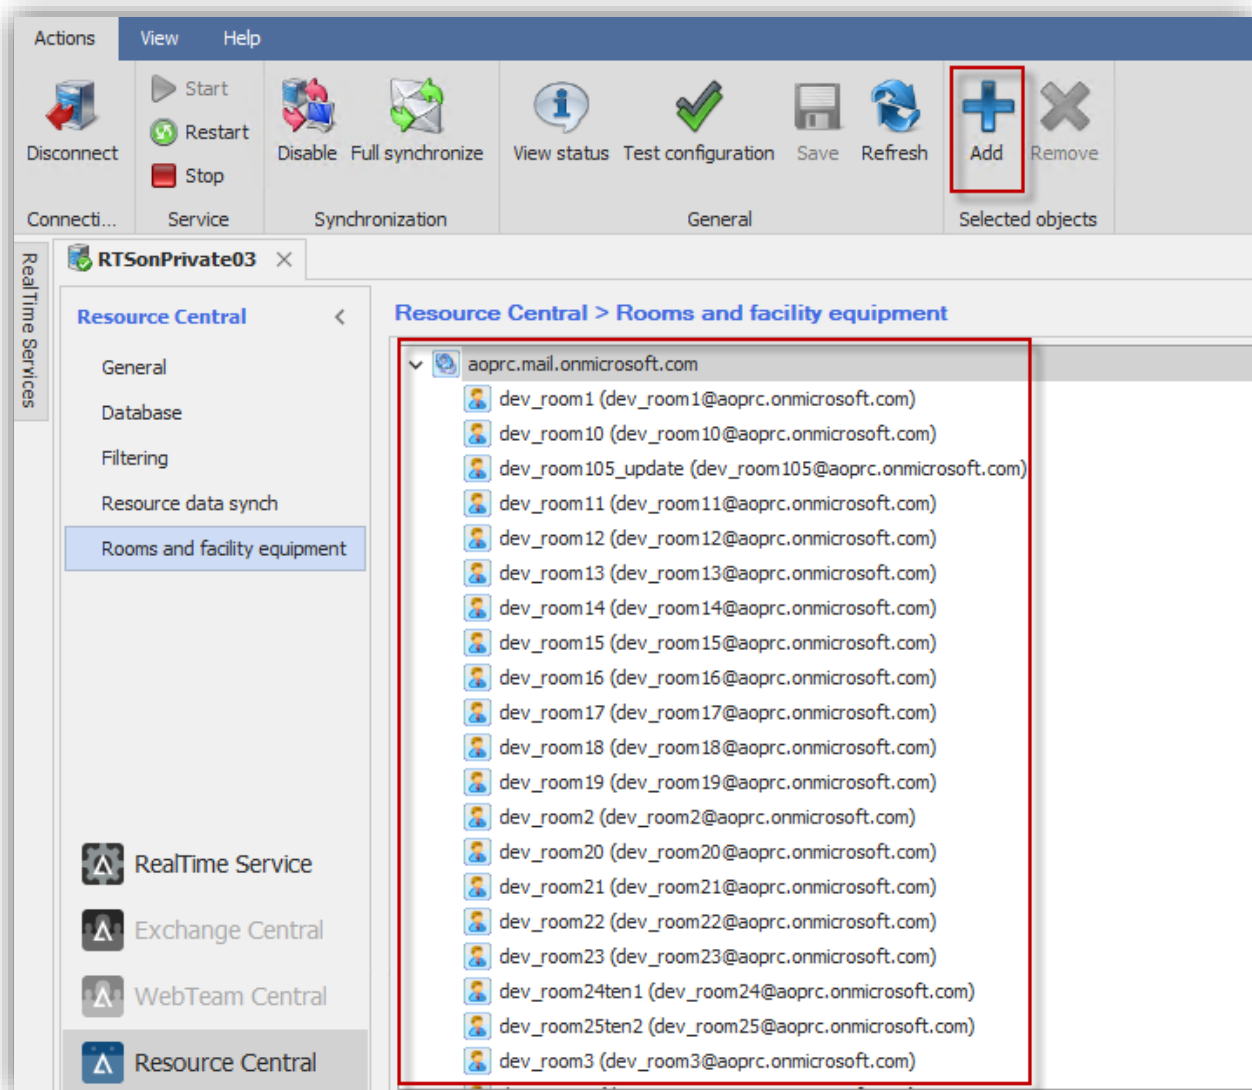 Actions View Help
Start
Restart
Stop
Disconnect
Disable Full synchronize
View status Test configuration Save Refresh
Add Remove
Connecti... Service Synchronization General Selected objects
RealTime Services
RTSonPrivate03
Resource Central
General
Database
Filtering
Resource data synch
Rooms and facility equipment
RealTime Service
Exchange Central
WebTeam Central
Resource Central
Resource Central > Rooms and facility equipment
aoprc.mail.onmicrosoft.com
dev_room1 (dev_room1@aoprc.onmicrosoft.com)
dev_room10 (dev_room10@aoprc.onmicrosoft.com)
dev_room105_update (dev_room105@aoprc.onmicrosoft.com)
dev_room11 (dev_room11@aoprc.onmicrosoft.com)
dev_room12 (dev_room12@aoprc.onmicrosoft.com)
dev_room13 (dev_room13@aoprc.onmicrosoft.com)
dev_room14 (dev_room14@aoprc.onmicrosoft.com)
dev_room15 (dev_room15@aoprc.onmicrosoft.com)
dev_room16 (dev_room16@aoprc.onmicrosoft.com)
dev_room17 (dev_room17@aoprc.onmicrosoft.com)
dev_room18 (dev_room18@aoprc.onmicrosoft.com)
dev_room19 (dev_room19@aoprc.onmicrosoft.com)
dev_room2 (dev_room2@aoprc.onmicrosoft.com)
dev_room20 (dev_room20@aoprc.onmicrosoft.com)
dev_room21 (dev_room21@aoprc.onmicrosoft.com)
dev_room22 (dev_room22@aoprc.onmicrosoft.com)
dev_room23 (dev_room23@aoprc.onmicrosoft.com)
dev_room24ten1 (dev_room24@aoprc.onmicrosoft.com)
dev_room25ten2 (dev_room25@aoprc.onmicrosoft.com)
dev_room3 (dev_room3@aoprc.onmicrosoft.com)